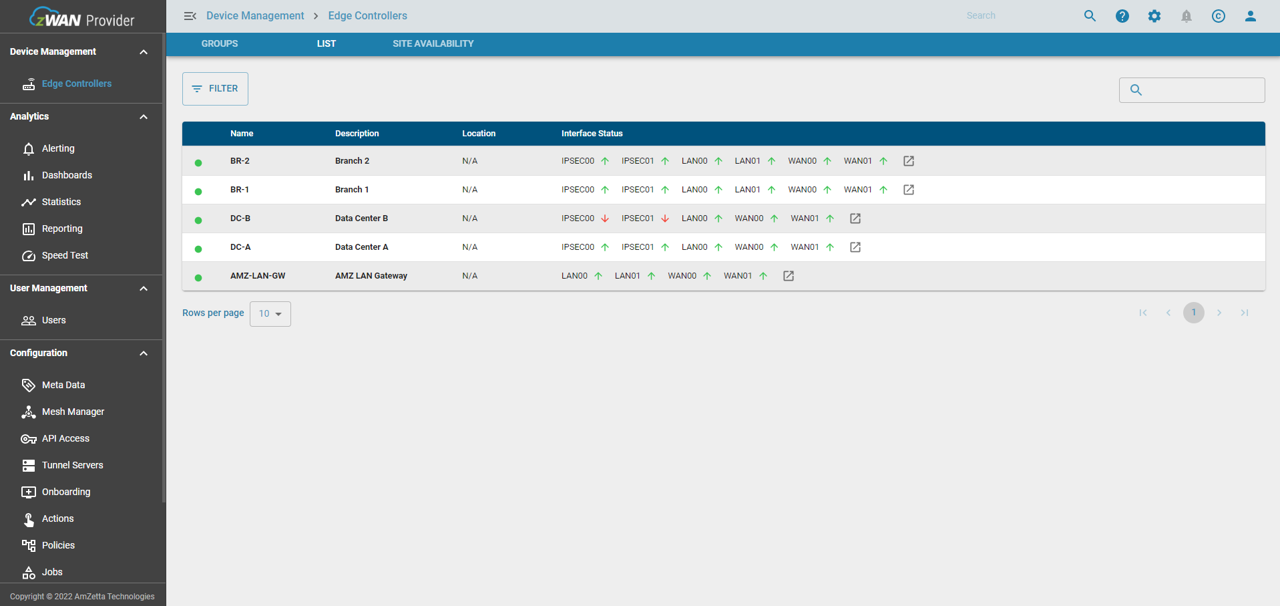 zWAN Provider
Device Management
Edge Controllers
Analytics
Alerting
Dashboards
Statistics
Reporting
Speed Test
User Management
Users
Configuration
Meta Data
Mesh Manager
API Access
Tunnel Servers
Onboarding
Actions
Policies
Jobs
Copyright © 2022 AmZetta Technologies
Device Management > Edge Controllers
Search
GROUPS LIST SITE AVAILABILITY
FILTER
Name Description Location Interface Status
BR-2 Branch 2 N/A IPSEC00 ↑ IPSEC01 ↑ LAN00 ↑ LAN01 ↑ WAN00 ↑ WAN01 ↑
BR-1 Branch 1 N/A IPSEC00 ↑ IPSEC01 ↑ LAN00 ↑ LAN01 ↑ WAN00 ↑ WAN01 ↑
DC-B Data Center B N/A IPSEC00 ↓ IPSEC01 ↓ LAN00 ↑ WAN00 ↑ WAN01 ↑
DC-A Data Center A N/A IPSEC00 ↑ IPSEC01 ↑ LAN00 ↑ WAN00 ↑ WAN01 ↑
AMZ-LAN-GW AMZ LAN Gateway N/A LAN00 ↑ LAN01 ↑ WAN00 ↑ WAN01 ↑
Rows per page 10
1